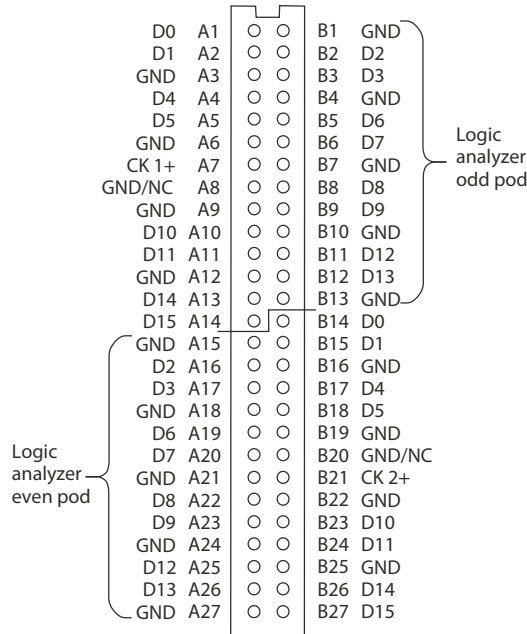 D0 A1 B1 GND
D1 A2 B2 D2
GND A3 B3 D3
D4 A4 B4 GND
D5 A5 B5 D6
GND A6 B6 D7
CK 1+ A7 B7 GND
GND/NC A8 B8 D8
GND A9 B9 D9
D10 A10 B10 GND
D11 A11 B11 D12
GND A12 B12 D13
D14 A13 B13 GND
D15 A14 B14 D0
GND A15 B15 D1
D2 A16 B16 GND
D3 A17 B17 D4
GND A18 B18 D5
D6 A19 B19 GND
D7 A20 B20 GND/NC
GND A21 B21 CK 2+
D8 A22 B22 GND
D9 A23 B23 D10
GND A24 B24 D11
D12 A25 B25 GND
D13 A26 B26 D14
GND A27 B27 D15
Logic
analyzer
odd pod
Logic
analyzer
even pod